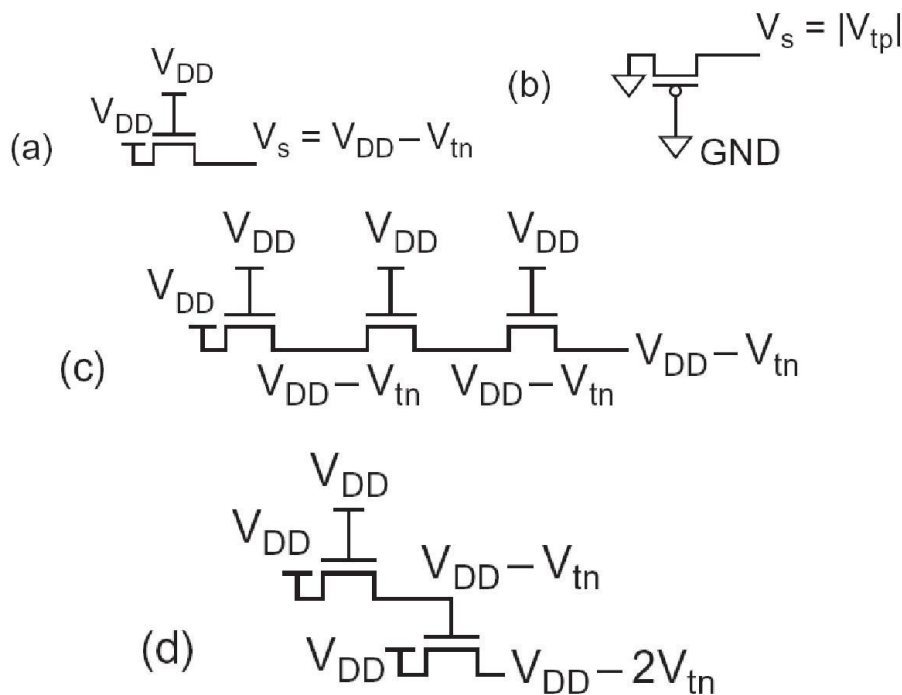 V_DD
V_DD
(a)
V_s = V_DD – V_tn
(b)
V_s = |V_tp|
GND
V_DD V_DD V_DD
V_DD
(c)
V_DD – V_tn V_DD – V_tn V_DD – V_tn
V_DD
V_DD
V_DD – V_tn
(d)
V_DD
V_DD – 2V_tn